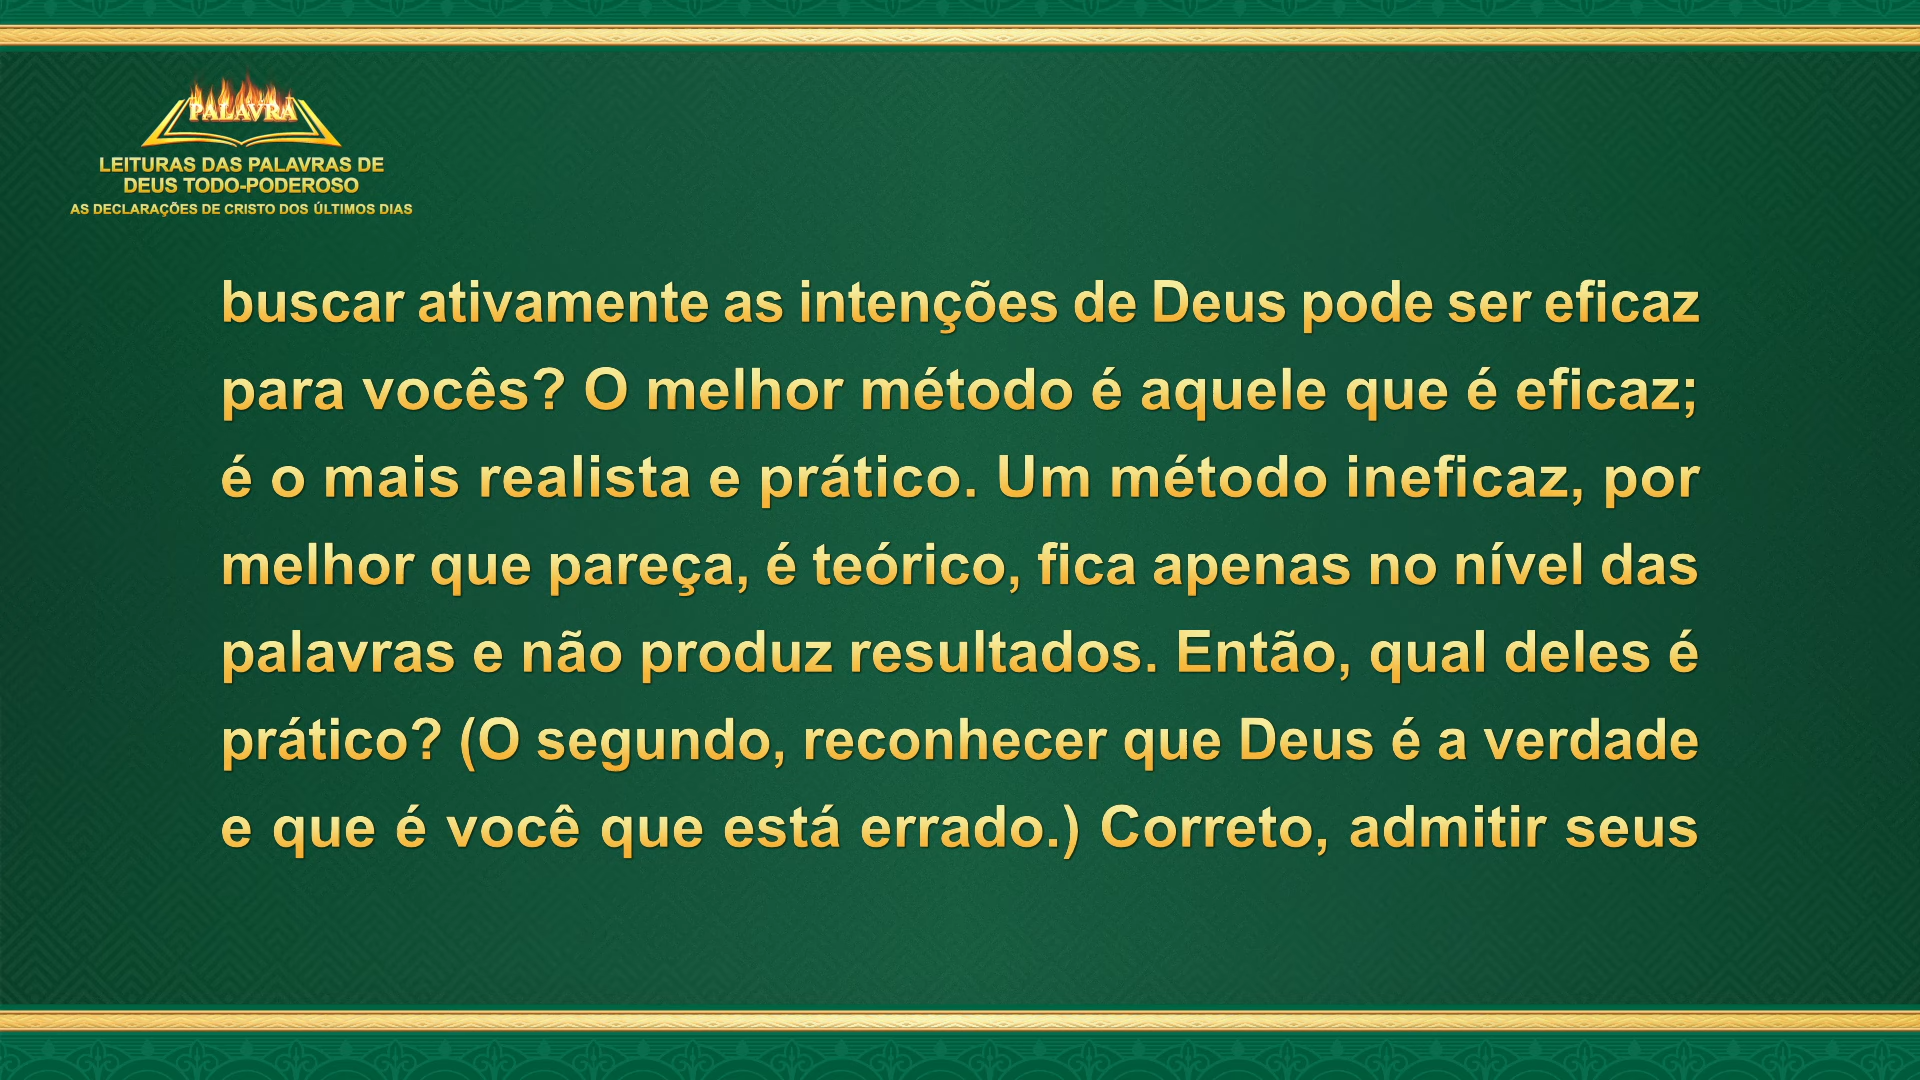 PALAVRA
LEITURAS DAS PALAVRAS DE
DEUS TODO-PODEROSO
AS DECLARAÇÕES DE CRISTO DOS ÚLTIMOS DIAS
buscar ativamente as intenções de Deus pode ser eficaz
para vocês? O melhor método é aquele que é eficaz;
é o mais realista e prático. Um método ineficaz, por
melhor que pareça, é teórico, fica apenas no nível das
palavras e não produz resultados. Então, qual deles é
prático? (O segundo, reconhecer que Deus é a verdade
e que é você que está errado.) Correto, admitir seus